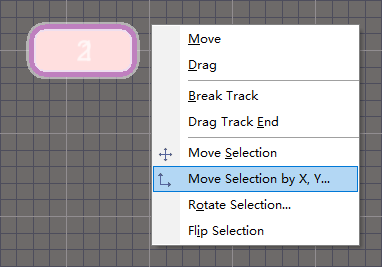 2
Move
Drag
Break Track
Drag Track End
Move Selection
Move Selection by X, Y...
Rotate Selection...
Flip Selection